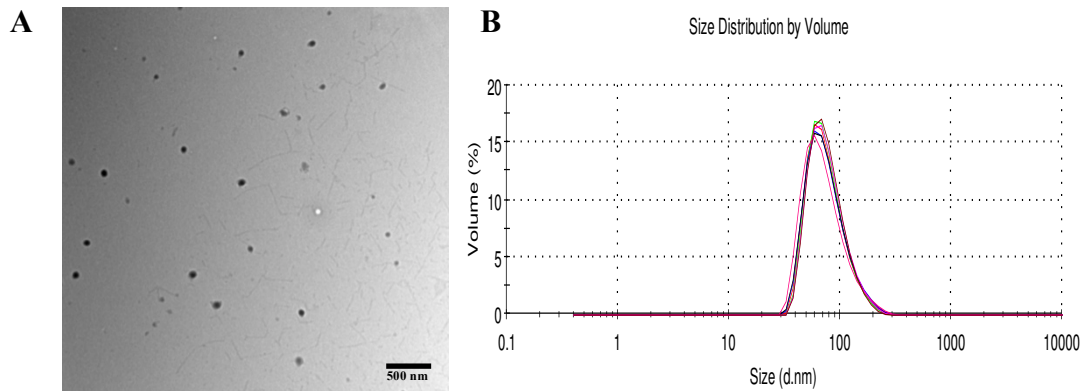 A
500 nm
B
Size Distribution by Volume
Volume (%)
20
15
10
5
0
0.1 1 10 100 1000 10000
Size (d.nm)